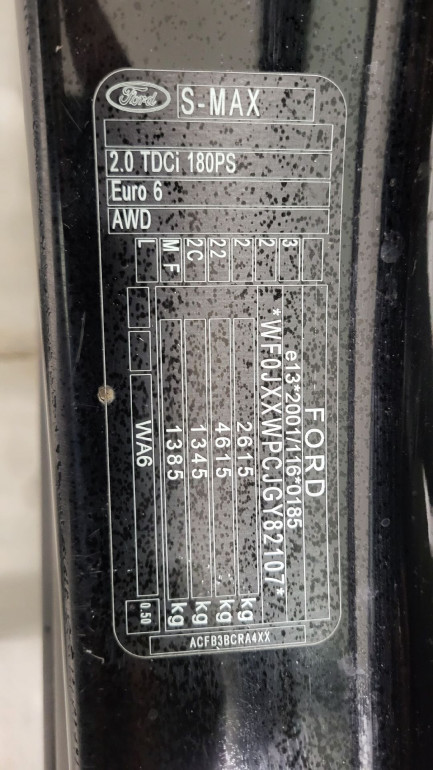 Ford S-MAX
2.0 TDCi 180PS
Euro 6
AWD
FORD
e13*2001/116*0185
*WF0JXXWPCJGY82107*
2615 kg
4615 kg
1345 kg
1385 kg
WA6
0.50
3
2
2
22
2C
M F
L
ACFB3BCRA4XX